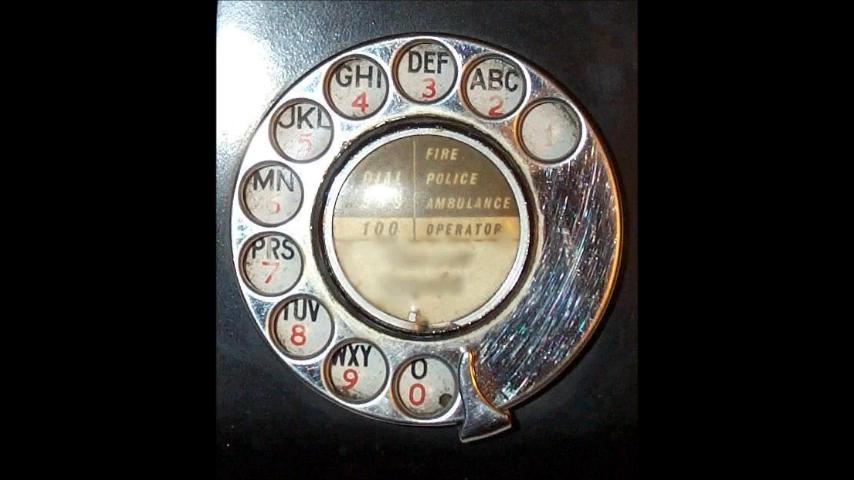 ABC
2
DEF
3
GHI
4
JKL
5
MN
6
PRS
7
TUV
8
WXY
9
O
0
FIRE
DIAL POLICE
AMBULANCE
100 OPERATOR